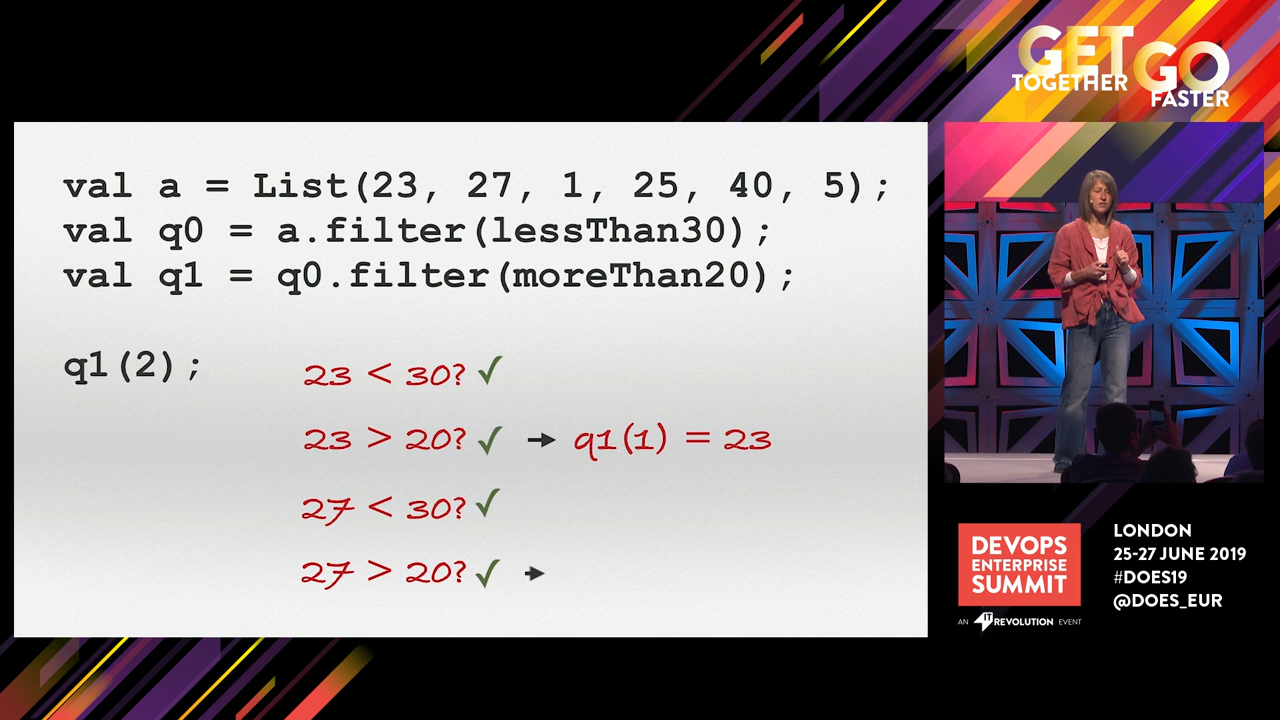 GET
TOGETHER
GO
FASTER
val a = List(23, 27, 1, 25, 40, 5);
val q0 = a.filter(lessThan30);
val q1 = q0.filter(moreThan20);
q1(2);
23 < 30? ✓
23 > 20? ✓ → q1(1) = 23
27 < 30? ✓
27 > 20? ✓ →
DEVOPS
ENTERPRISE
SUMMIT
AN IT REVOLUTION EVENT
LONDON
25-27 JUNE 2019
#DOES19
@DOES_EUR